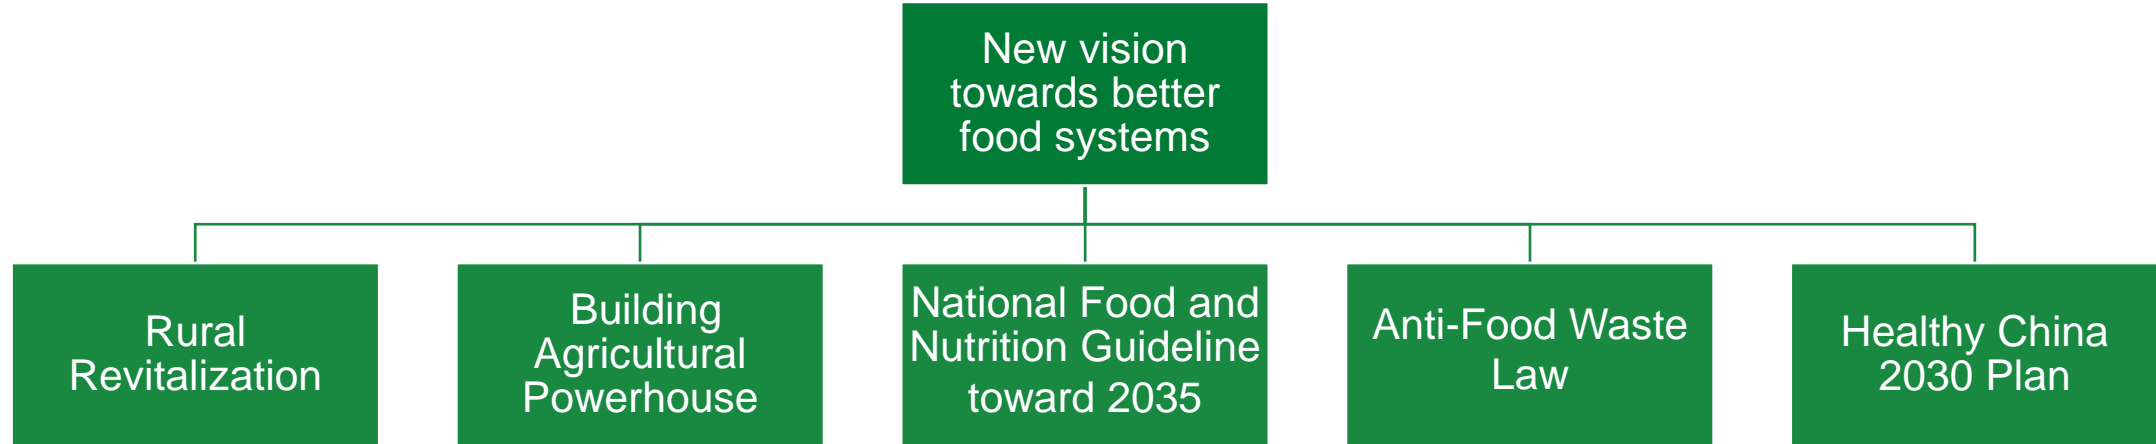 New vision
towards better
food systems
Rural
Revitalization
Building
Agricultural
Powerhouse
National Food and
Nutrition Guideline
toward 2035
Anti-Food Waste
Law
Healthy China
2030 Plan